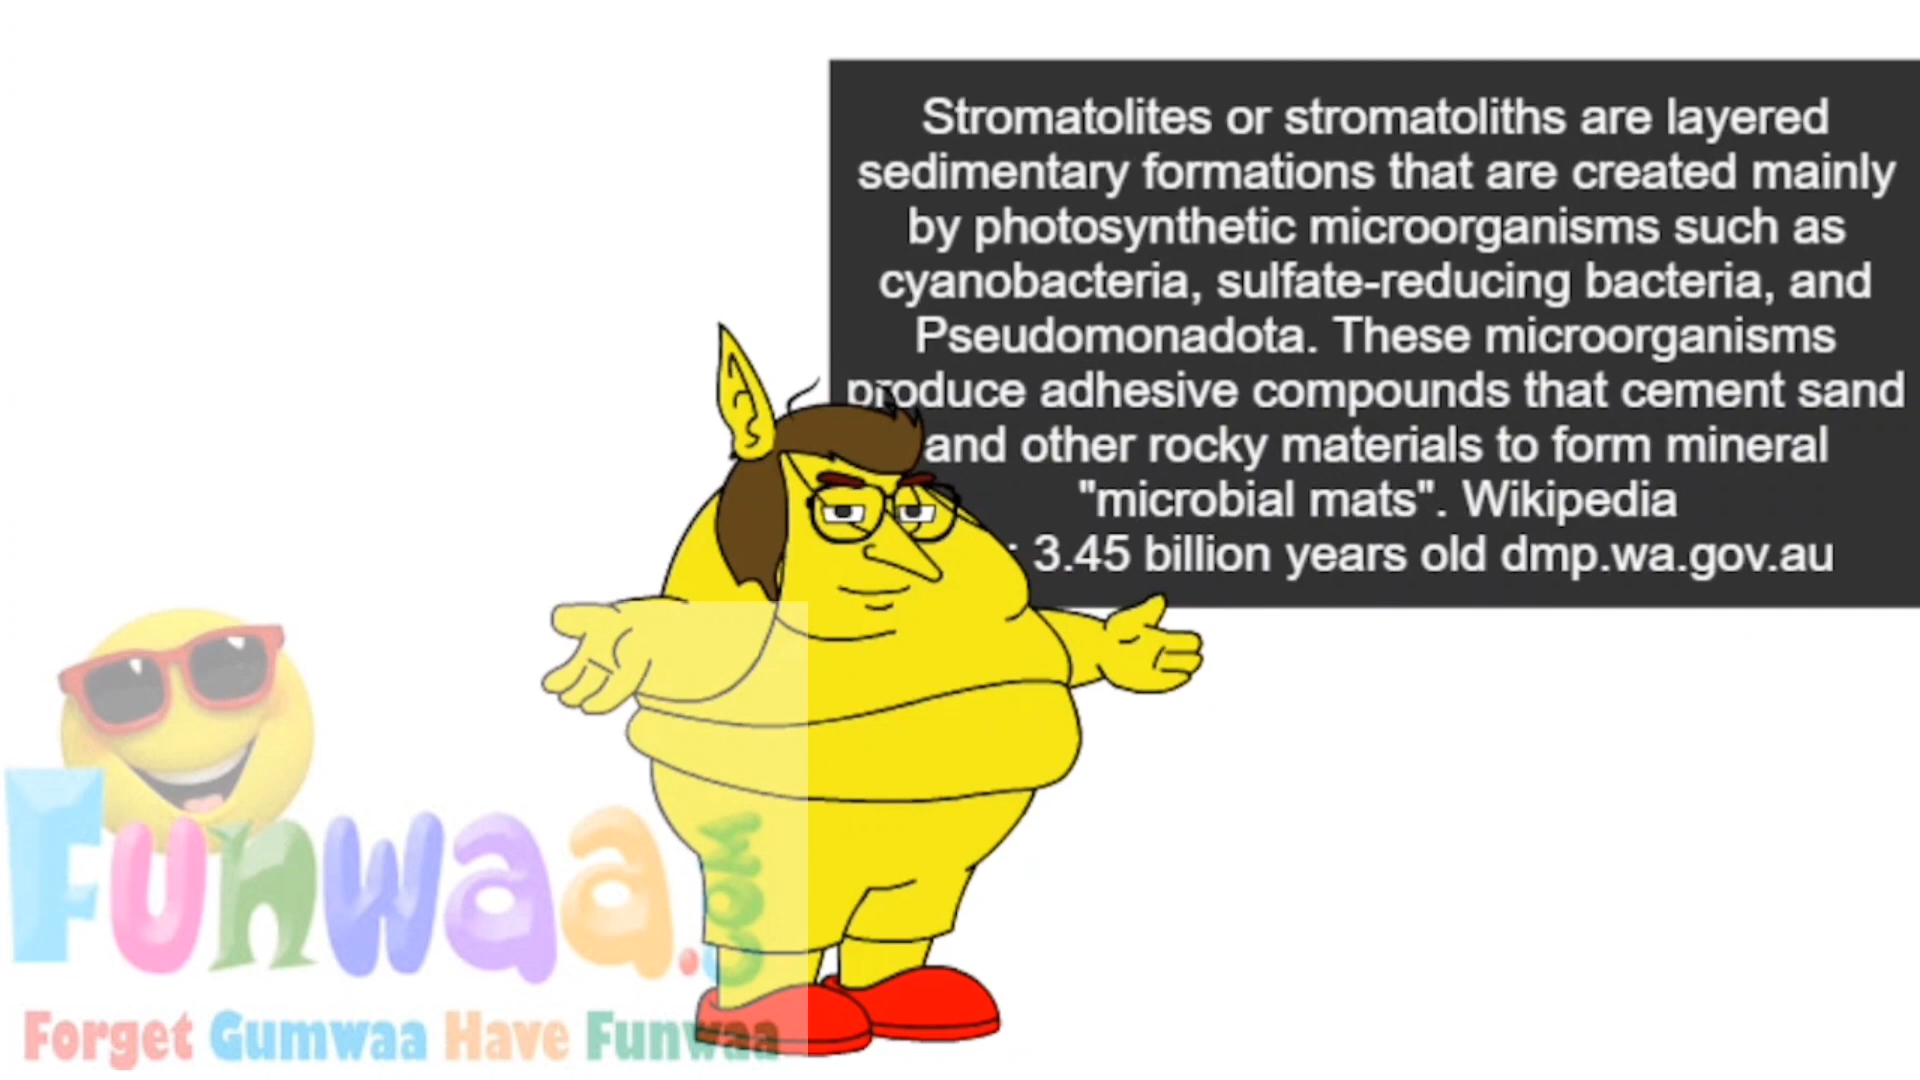 Stromatolites or stromatoliths are layered
sedimentary formations that are created mainly
by photosynthetic microorganisms such as
cyanobacteria, sulfate-reducing bacteria, and
Pseudomonadota. These microorganisms
produce adhesive compounds that cement sand
and other rocky materials to form mineral
"microbial mats". Wikipedia
: 3.45 billion years old dmp.wa.gov.au
Funwaa.com
Forget Gumwaa Have Funwaa